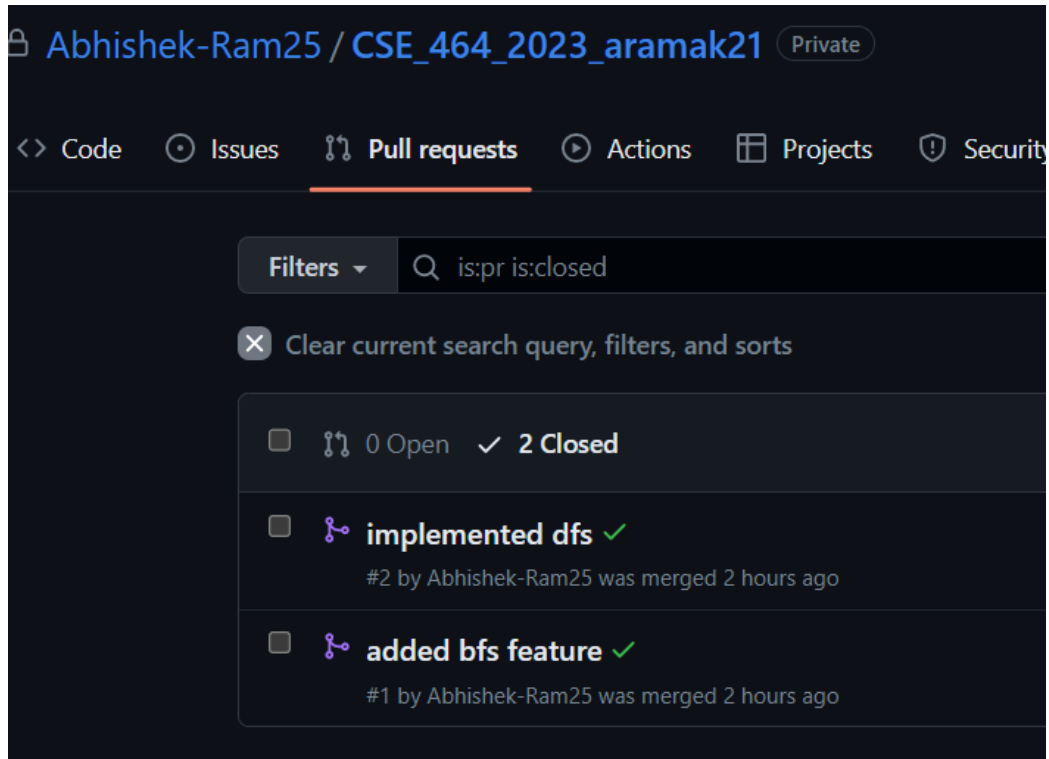 Abhishek-Ram25 / CSE_464_2023_aramak21 Private
Code Issues Pull requests Actions Projects Security
Filters is:pr is:closed
Clear current search query, filters, and sorts
0 Open 2 Closed
implemented dfs
#2 by Abhishek-Ram25 was merged 2 hours ago
added bfs feature
#1 by Abhishek-Ram25 was merged 2 hours ago